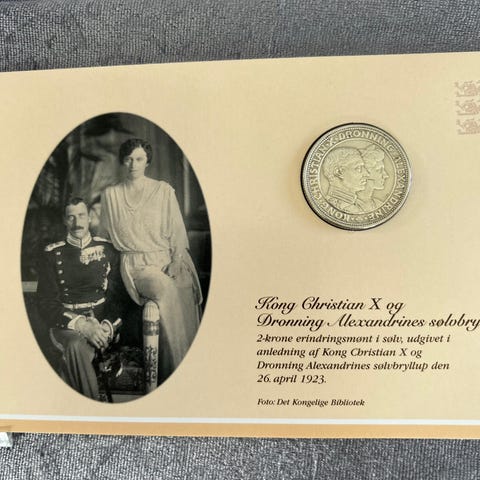 KONG·CHRISTIAN·X·DRONNING·ALEXANDRINE
Kong Christian X og
Dronning Alexandrines sølvbry
2-krone erindringsmønt i sølv, udgivet i
anledning af Kong Christian X og
Dronning Alexandrines sølvbryllup den
26. april 1923.
Foto: Det Kongelige Bibliotek